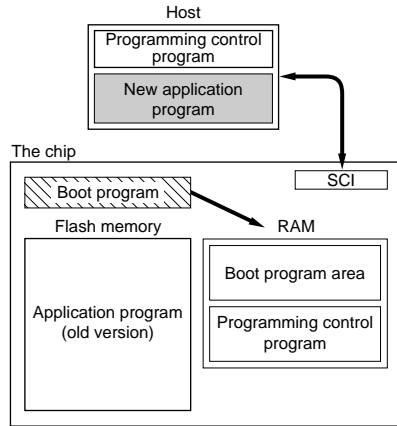 Host
Programming control
program
New application
program
The chip
SCI
Boot program
Flash memory
RAM
Boot program area
Application program
(old version)
Programming control
program